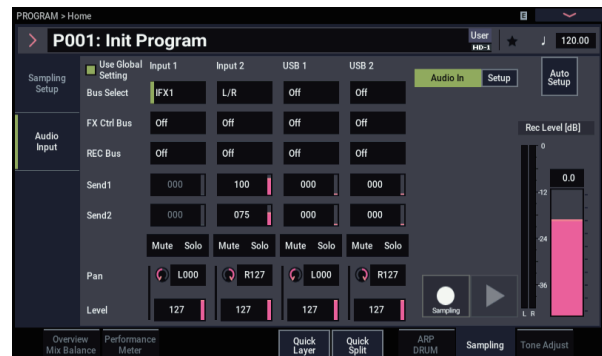 PROGRAM > Home
P001: Init Program
User
HD-1
♩ 120.00
Sampling Setup
Audio Input
Use Global Setting
Input 1 Input 2 USB 1 USB 2
Bus Select IFX1 L/R Off Off
FX Ctrl Bus Off Off Off Off
REC Bus Off Off Off Off
Send1 000 100 000 000
Send2 000 075 000 000
Mute Solo Mute Solo Mute Solo Mute Solo
Pan L000 R127 L000 R127
Level 127 127 127 127
Audio In Setup
Auto Setup
Rec Level [dB]
0
0.0
-12
-24
-36
L R
Sampling
Overview Mix Balance
Performance Meter
Quick Layer
Quick Split
ARP DRUM
Sampling
Tone Adjust